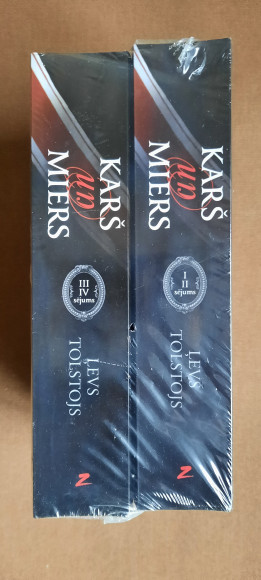 KARŠ
un
MIERS
III
IV
sējums
ĻEVS
TOLSTOJS
Z
KARŠ
un
MIERS
I
II
sējums
ĻEVS
TOLSTOJS
Z